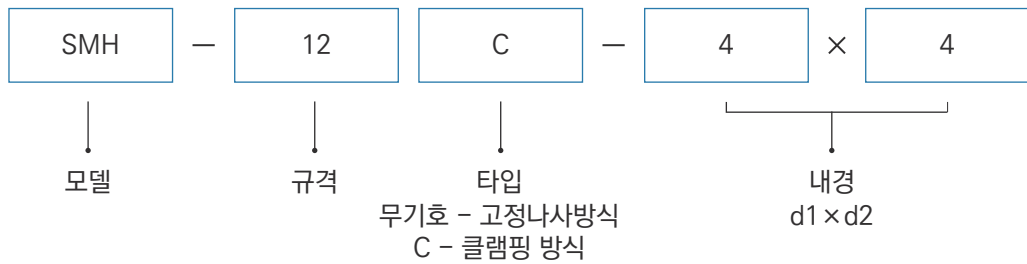 SMH – 12 C – 4 × 4
모델 규격 타입 내경
무기호 – 고정나사방식 d1×d2
C – 클램핑 방식